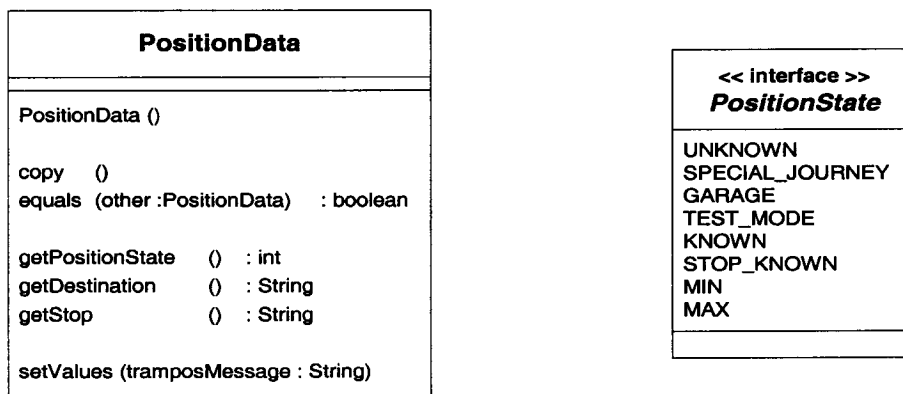 PositionData
PositionData ()
copy ()
equals (other :PositionData) : boolean
getPositionState () : int
getDestination () : String
getStop () : String
setValues (tramposMessage : String)
<< interface >>
PositionState
UNKNOWN
SPECIAL_JOURNEY
GARAGE
TEST_MODE
KNOWN
STOP_KNOWN
MIN
MAX